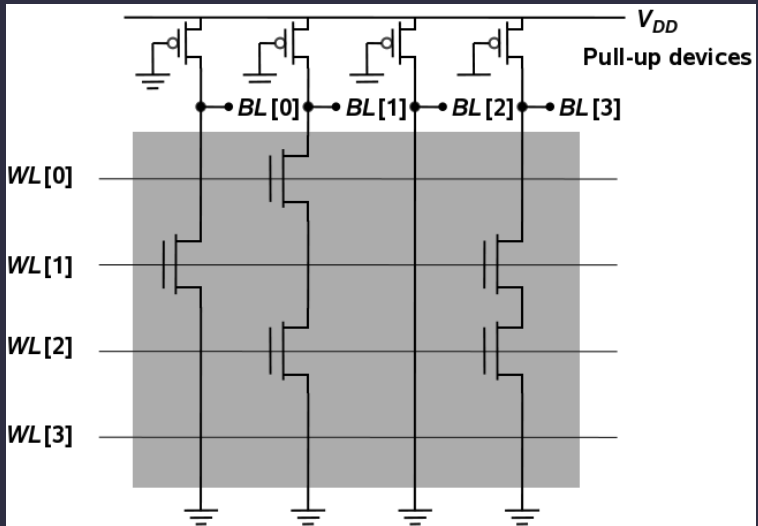 V_DD
Pull-up devices
BL[0] BL[1] BL[2] BL[3]
WL[0]
WL[1]
WL[2]
WL[3]